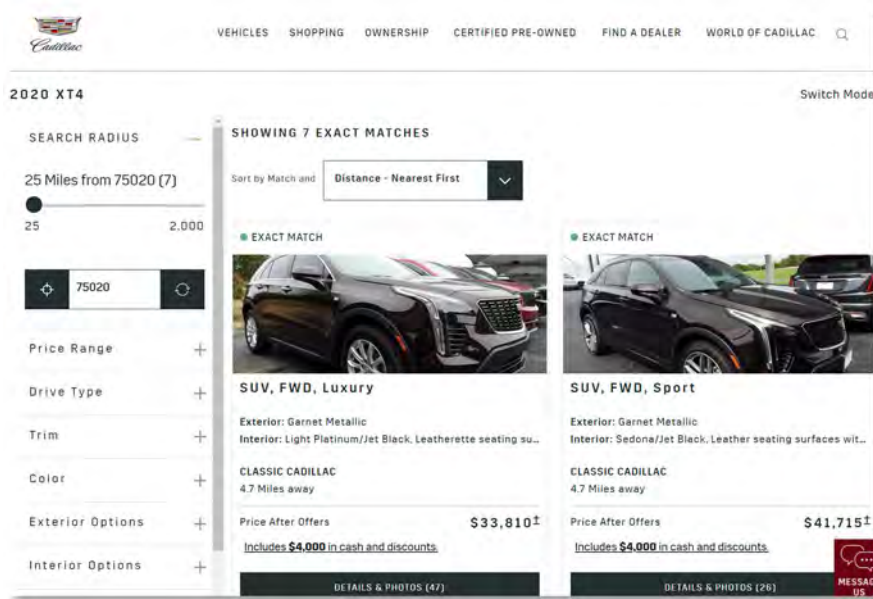 Cadillac
VEHICLES SHOPPING OWNERSHIP CERTIFIED PRE-OWNED FIND A DEALER WORLD OF CADILLAC
2020 XT4
Switch Mode
SEARCH RADIUS
25 Miles from 75020 (7)
25 2,000
75020
Price Range
Drive Type
Trim
Color
Exterior Options
Interior Options
SHOWING 7 EXACT MATCHES
Sort by Match and Distance - Nearest First
EXACT MATCH
SUV, FWD, Luxury
Exterior: Garnet Metallic
Interior: Light Platinum/Jet Black, Leatherette seating su...
CLASSIC CADILLAC
4.7 Miles away
Price After Offers $33,810±
Includes $4,000 in cash and discounts.
DETAILS & PHOTOS (47)
EXACT MATCH
SUV, FWD, Sport
Exterior: Garnet Metallic
Interior: Sedona/Jet Black, Leather seating surfaces wit...
CLASSIC CADILLAC
4.7 Miles away
Price After Offers $41,715±
Includes $4,000 in cash and discounts.
DETAILS & PHOTOS (26)
MESSAG
US